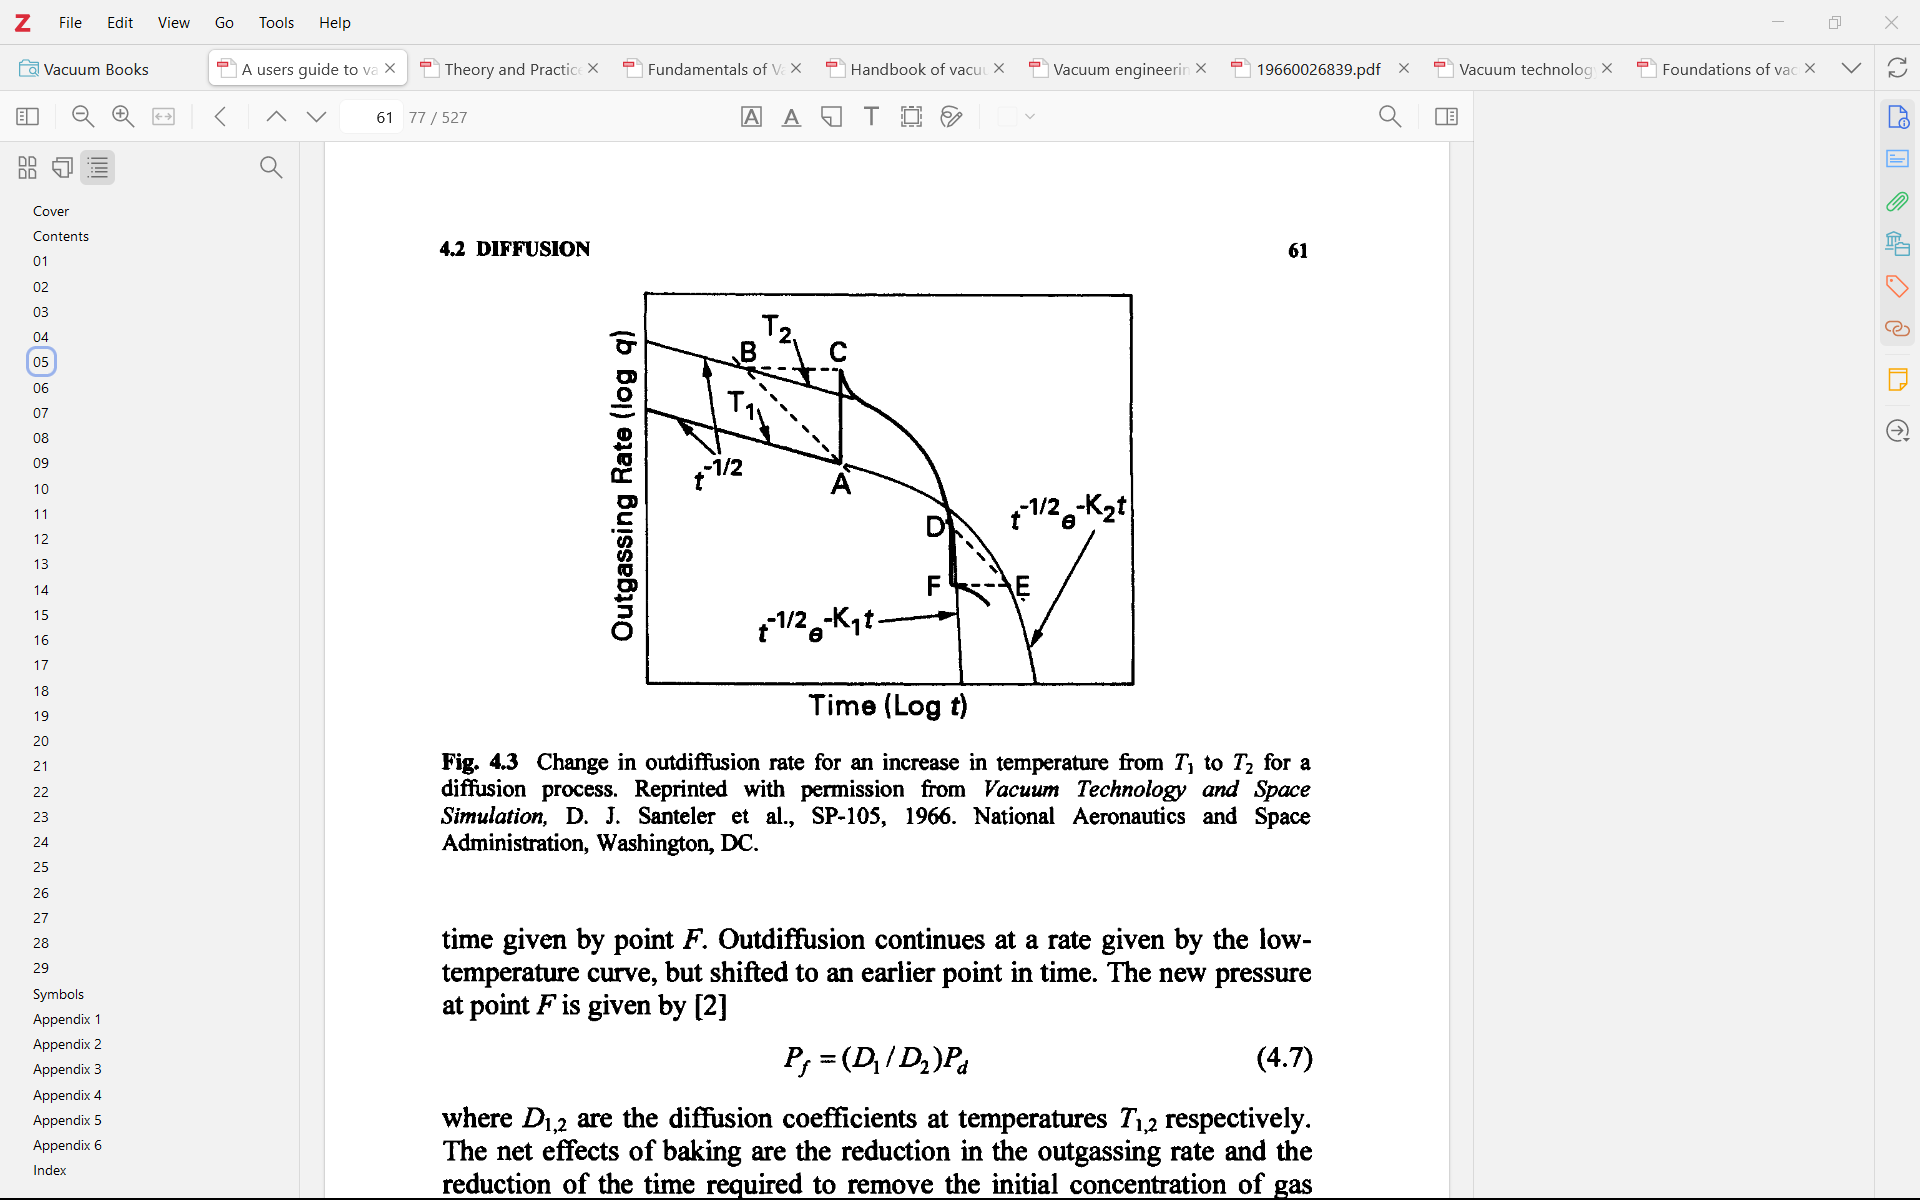 Z File Edit View Go Tools Help
Vacuum Books A users guide to va Theory and Practice Fundamentals of V Handbook of vacu Vacuum engineerin 19660026839.pdf Vacuum technolog Foundations of vac
61 77 / 527
Cover
Contents
01
02
03
04
05
06
07
08
09
10
11
12
13
14
15
16
17
18
19
20
21
22
23
24
25
26
27
28
29
Symbols
Appendix 1
Appendix 2
Appendix 3
Appendix 4
Appendix 5
Appendix 6
Index
4.2 DIFFUSION 61
Outgassing Rate (log q)
T₂
B C
T₁
t⁻¹/²
A
t⁻¹/²e⁻ᴷ₂ᵗ
D
F E
t⁻¹/²e⁻ᴷ₁ᵗ
Time (Log t)
Fig. 4.3 Change in outdiffusion rate for an increase in temperature from T₁ to T₂ for a
diffusion process. Reprinted with permission from Vacuum Technology and Space
Simulation, D. J. Santeler et al., SP-105, 1966. National Aeronautics and Space
Administration, Washington, DC.
time given by point F. Outdiffusion continues at a rate given by the low-
temperature curve, but shifted to an earlier point in time. The new pressure
at point F is given by [2]
P_f = (D₁ / D₂)P_d (4.7)
where D₁,₂ are the diffusion coefficients at temperatures T₁,₂ respectively.
The net effects of baking are the reduction in the outgassing rate and the
reduction of the time required to remove the initial concentration of gas